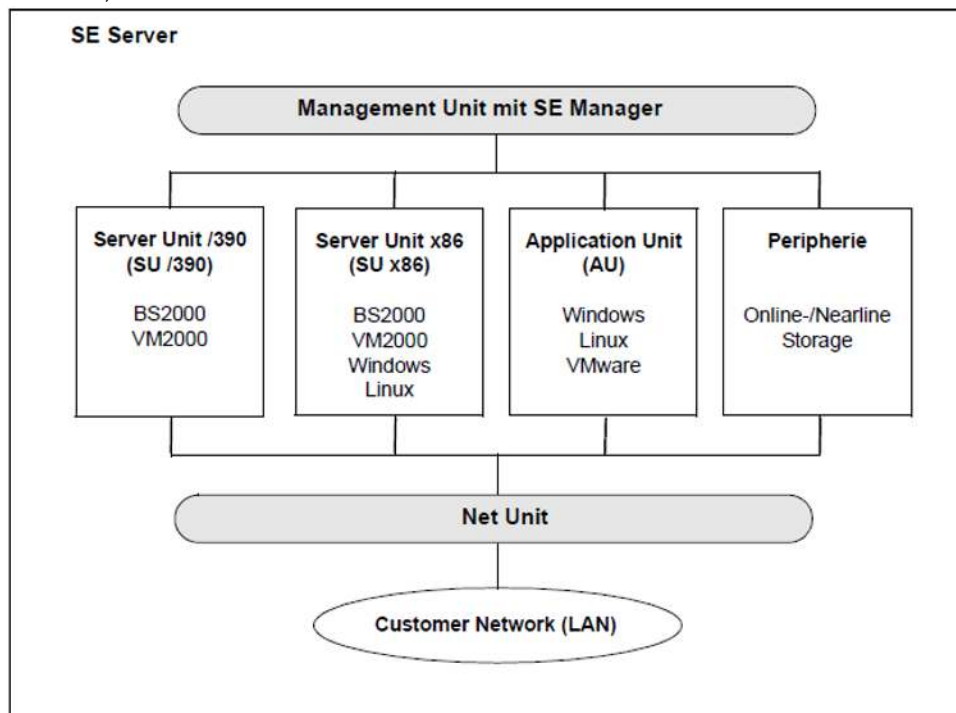 SE Server
Management Unit mit SE Manager
Server Unit /390
(SU /390)
BS2000
VM2000
Server Unit x86
(SU x86)
BS2000
VM2000
Windows
Linux
Application Unit
(AU)
Windows
Linux
VMware
Peripherie
Online-/Nearline
Storage
Net Unit
Customer Network (LAN)